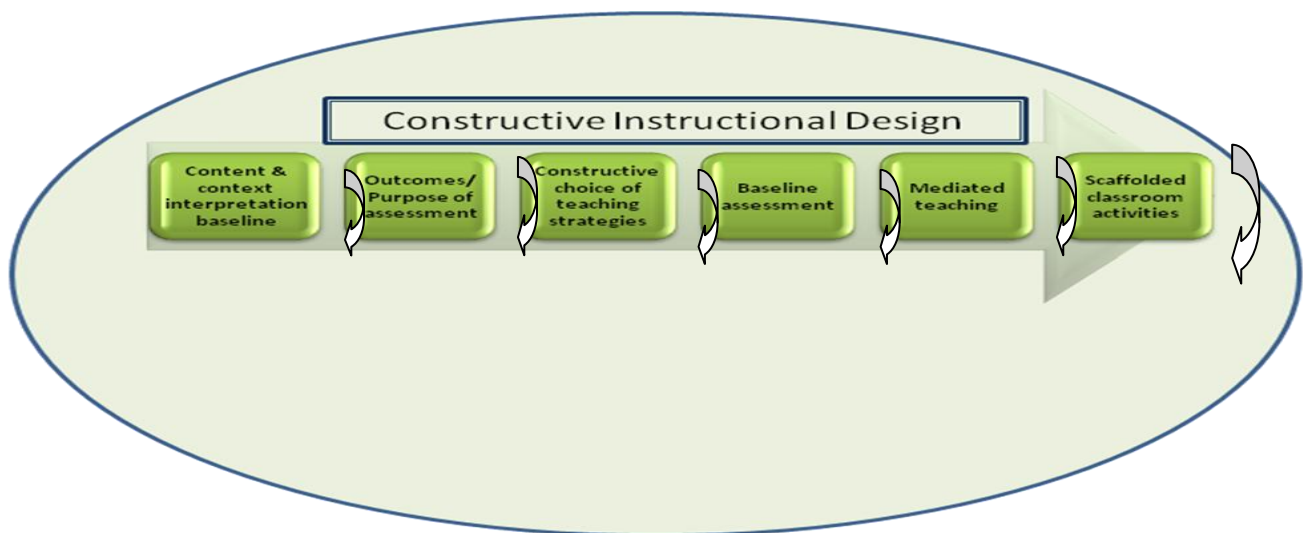 Constructive Instructional Design
Content &
context
interpretation
baseline
Outcomes/
Purpose of
assessment
Constructive
choice of
teaching
strategies
Baseline
assessment
Mediated
teaching
Scaffolded
classroom
activities